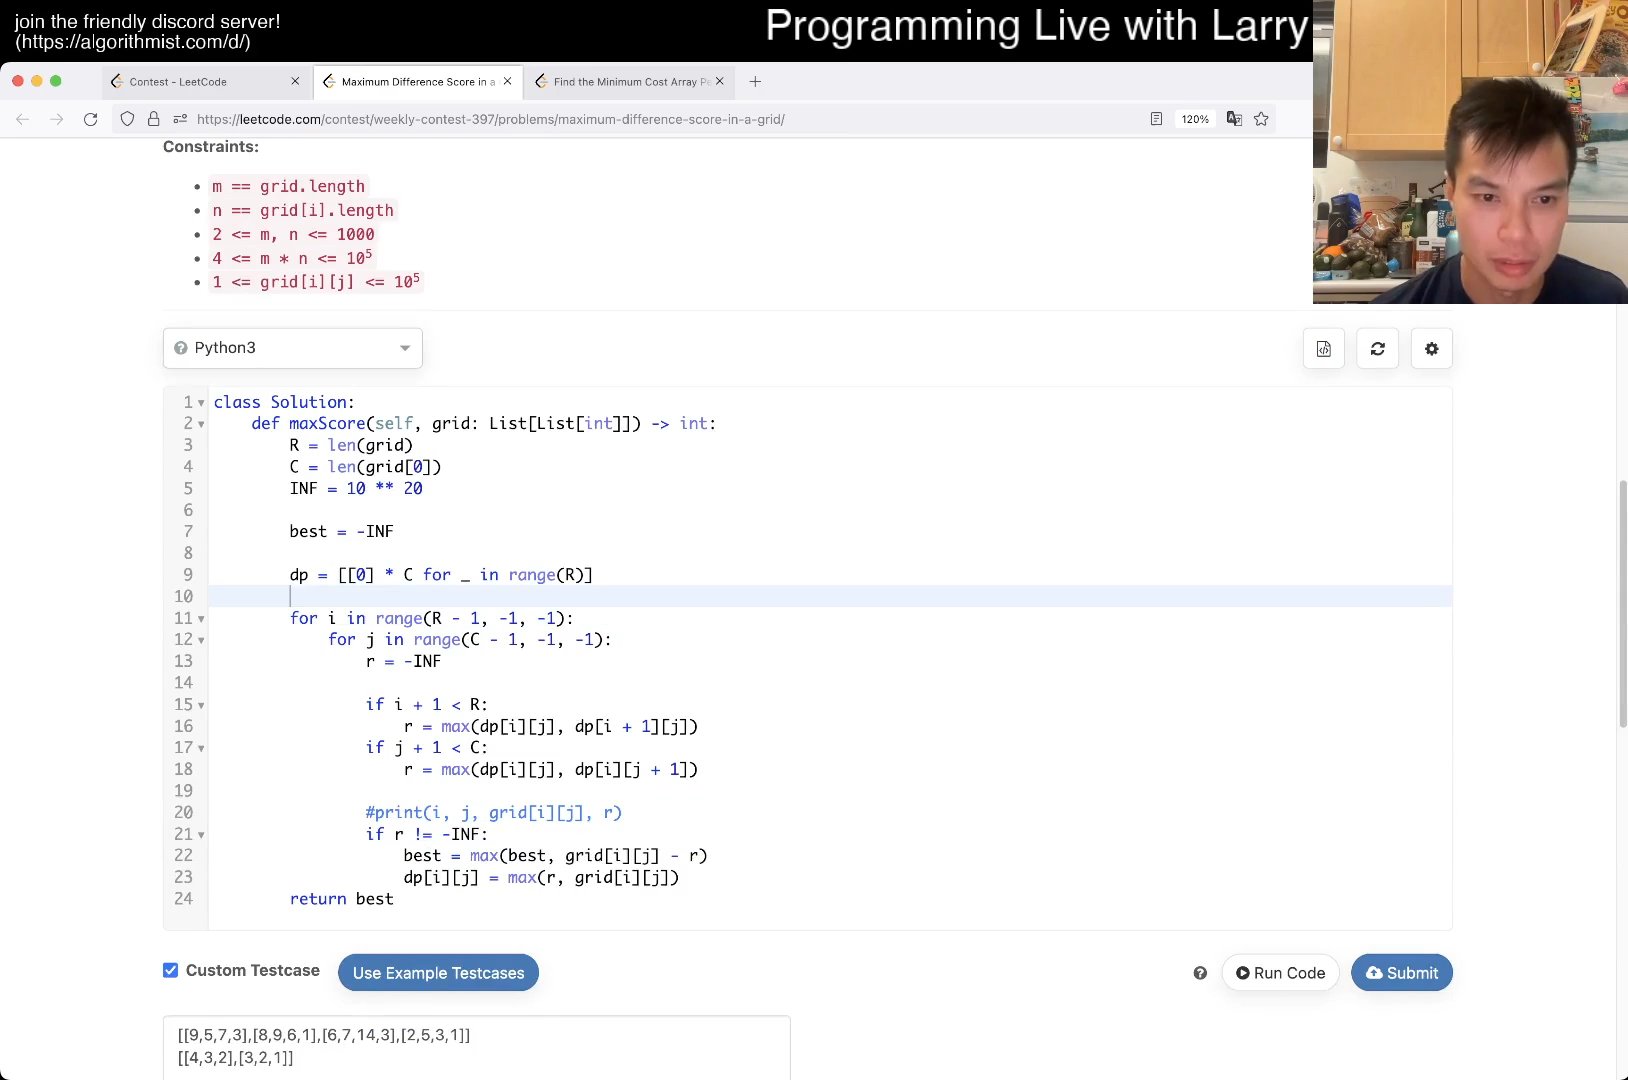 join the friendly discord server!
(https://algorithmist.com/d/)
Programming Live with Larry
Contest - LeetCode
Maximum Difference Score in a
Find the Minimum Cost Array Pe
https://leetcode.com/contest/weekly-contest-397/problems/maximum-difference-score-in-a-grid/
120%
Constraints:
m == grid.length
n == grid[i].length
2 <= m, n <= 1000
4 <= m * n <= 10^5
1 <= grid[i][j] <= 10^5
Python3
1 class Solution:
2 def maxScore(self, grid: List[List[int]]) -> int:
3 R = len(grid)
4 C = len(grid[0])
5 INF = 10 ** 20
6
7 best = -INF
8
9 dp = [[0] * C for _ in range(R)]
10
11 for i in range(R - 1, -1, -1):
12 for j in range(C - 1, -1, -1):
13 r = -INF
14
15 if i + 1 < R:
16 r = max(dp[i][j], dp[i + 1][j])
17 if j + 1 < C:
18 r = max(dp[i][j], dp[i][j + 1])
19
20 #print(i, j, grid[i][j], r)
21 if r != -INF:
22 best = max(best, grid[i][j] - r)
23 dp[i][j] = max(r, grid[i][j])
24 return best
Custom Testcase
Use Example Testcases
Run Code
Submit
[[9,5,7,3],[8,9,6,1],[6,7,14,3],[2,5,3,1]]
[[4,3,2],[3,2,1]]